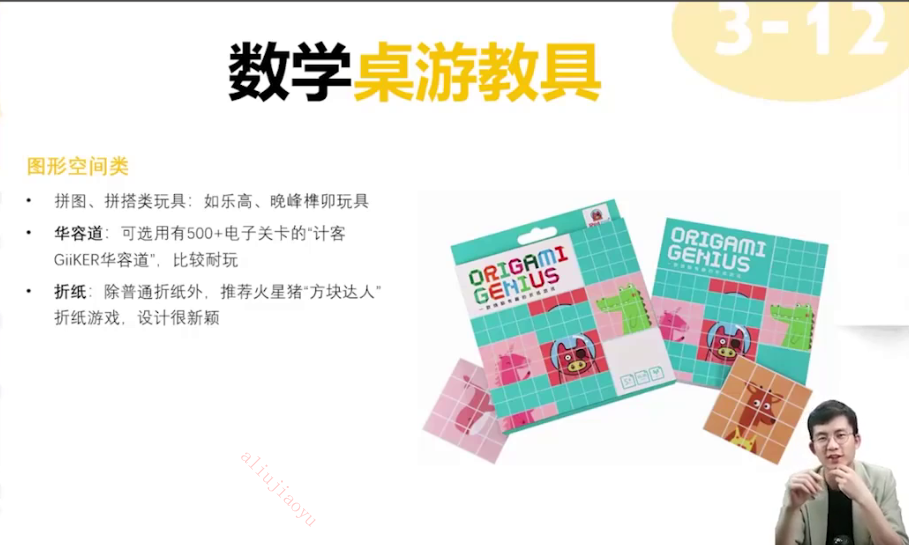 3-12
数学桌游教具
图形空间类
• 拼图、拼搭类玩具：如乐高、晚峰榫卯玩具
• 华容道：可选用有500+电子关卡的“计客
GiiKER华容道”，比较耐玩
• 折纸：除普通折纸外，推荐火星猪“方块达人”
折纸游戏，设计很新颖
ORIGAMI
GENIUS
ORIGAMI
GENIUS
aliujiaoyu